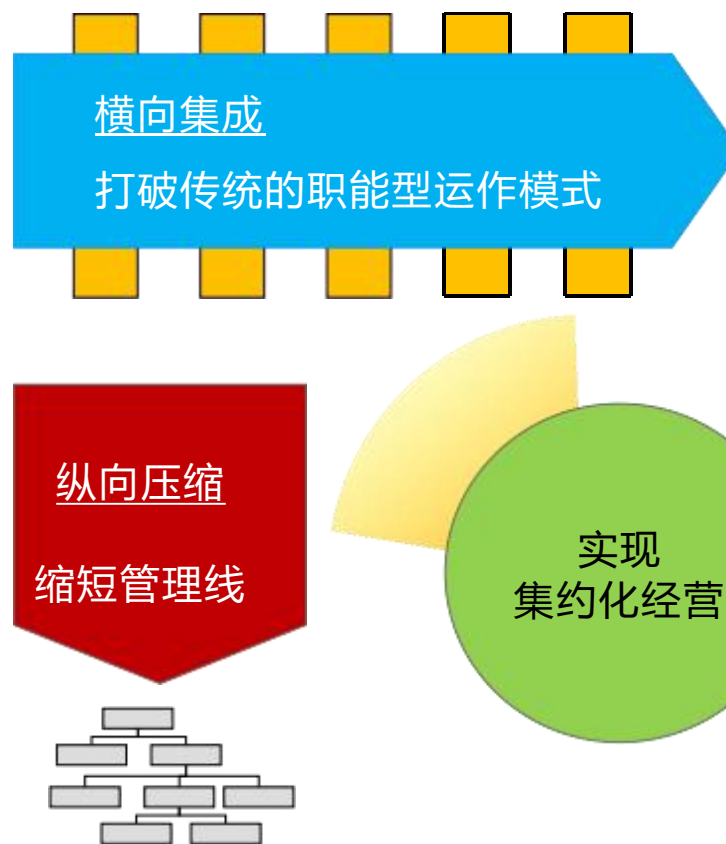 横向集成
打破传统的职能型运作模式
纵向压缩
缩短管理线
实现
集约化经营